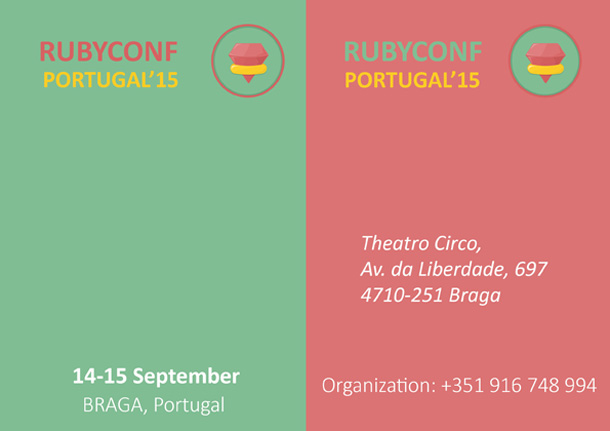 RUBYCONF
PORTUGAL'15
14-15 September
BRAGA, Portugal
RUBYCONF
PORTUGAL'15
Theatro Circo,
Av. da Liberdade, 697
4710-251 Braga
Organization: +351 916 748 994